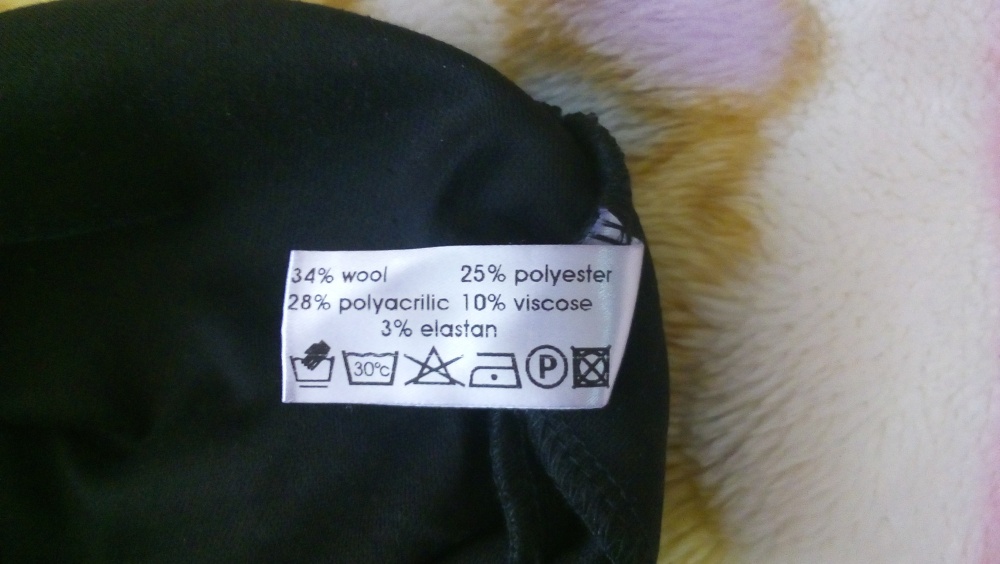 34% wool 25% polyester
28% polyacrilic 10% viscose
3% elastan
30°c P